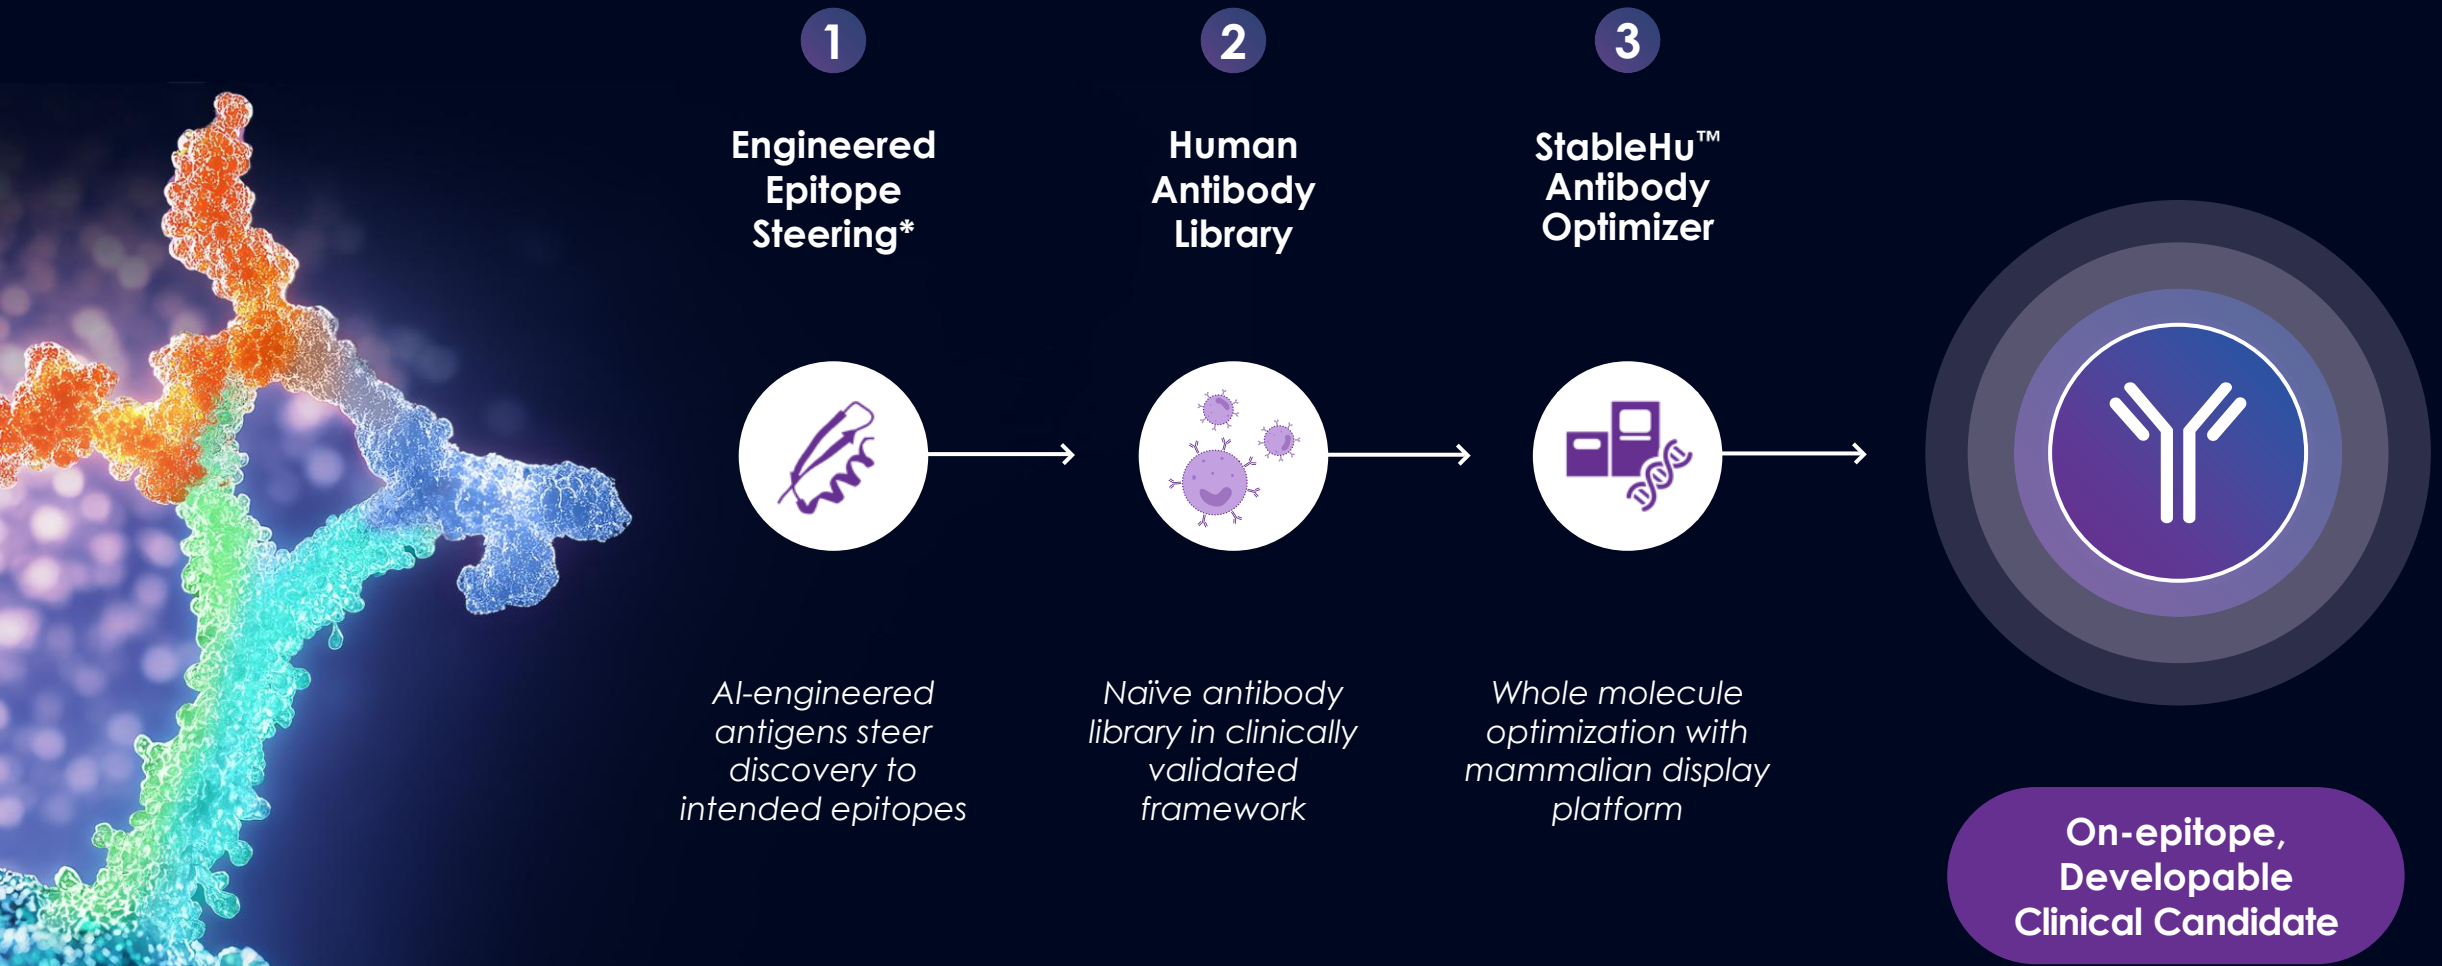 1
Engineered
Epitope
Steering*
AI-engineered
antigens steer
discovery to
intended epitopes
2
Human
Antibody
Library
Naïve antibody
library in clinically
validated
framework
3
StableHu™
Antibody
Optimizer
Whole molecule
optimization with
mammalian display
platform
On-epitope,
Developable
Clinical Candidate